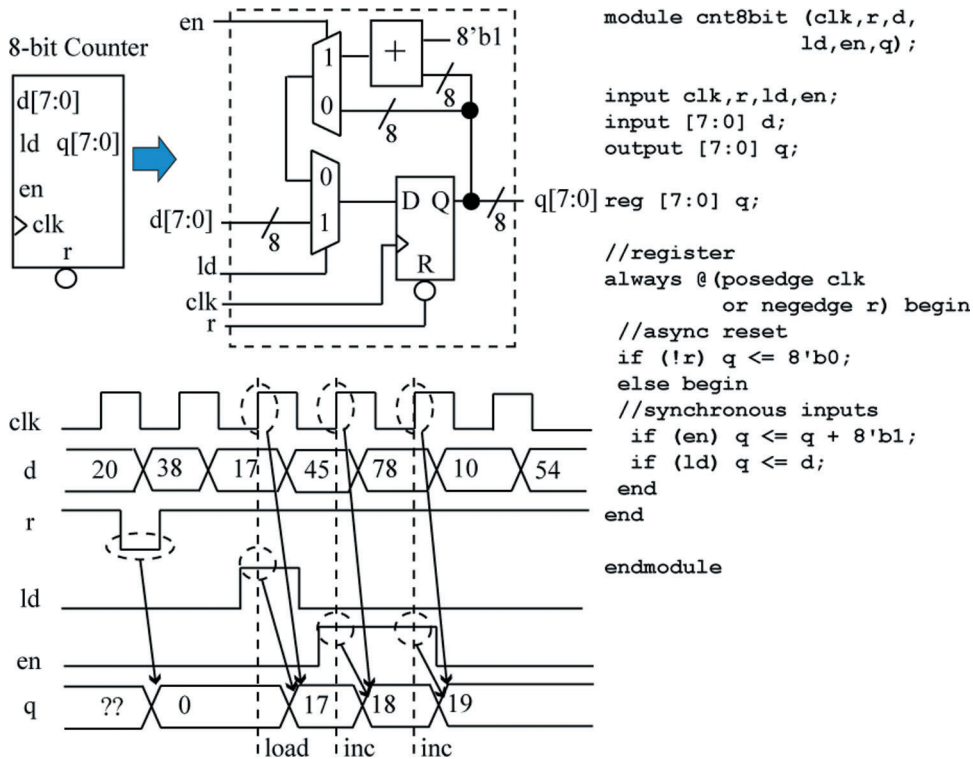 8-bit Counter
d[7:0]
ld q[7:0]
en
clk
r
en
1
0
+
8'b1
8
8
8
0
1
d[7:0]
8
ld
clk
r
D Q
R
8
q[7:0]
module cnt8bit (clk,r,d,
ld,en,q);
input clk,r,ld,en;
input [7:0] d;
output [7:0] q;
reg [7:0] q;
//register
always @(posedge clk
or negedge r) begin
//async reset
if (!r) q <= 8'b0;
else begin
//synchronous inputs
if (en) q <= q + 8'b1;
if (ld) q <= d;
end
end
endmodule
clk
d 20 38 17 45 78 10 54
r
ld
en
q ?? 0 17 18 19
load inc inc